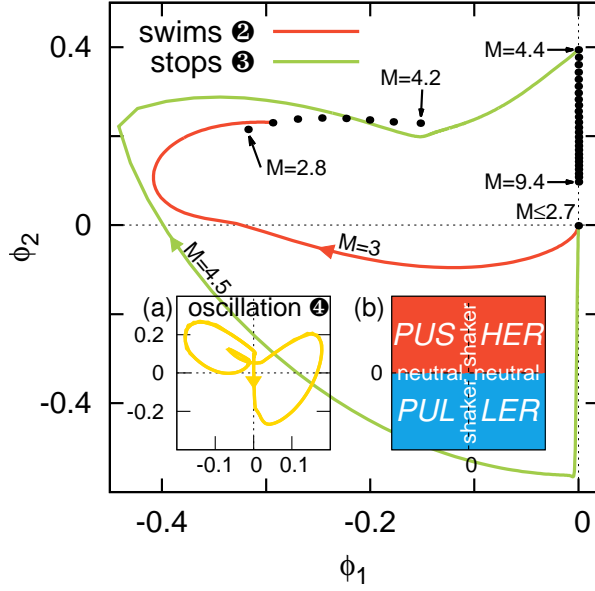 swims ❷
stops ❸
M=4.4
M=4.2
M=2.8
M=9.4
M≤2.7
M=3
M=4.5
0.4
0
-0.4
ϕ2
-0.4
-0.2
0
ϕ1
(a) oscillation ❹
0.2
0
-0.2
-0.1
0
0.1
(b)
PUS HER
shaker
neutral neutral
PUL LER
shaker
0
0